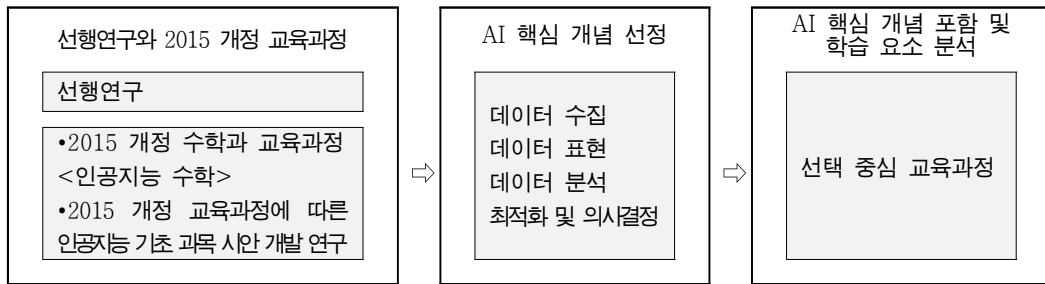 선행연구와 2015 개정 교육과정
선행연구
•2015 개정 수학과 교육과정
<인공지능 수학>
•2015 개정 교육과정에 따른
인공지능 기초 과목 시안 개발 연구
⇨
AI 핵심 개념 선정
데이터 수집
데이터 표현
데이터 분석
최적화 및 의사결정
⇨
AI 핵심 개념 포함 및
학습 요소 분석
선택 중심 교육과정